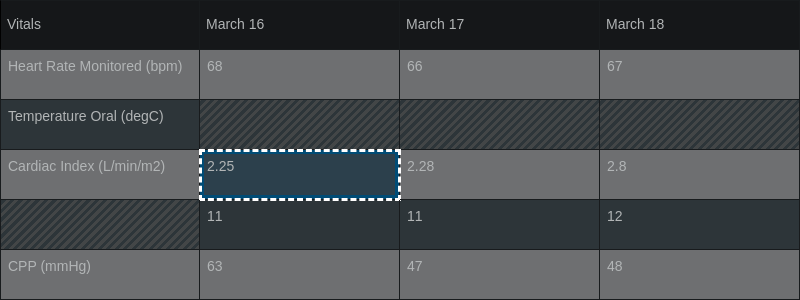 Vitals March 16 March 17 March 18
Heart Rate Monitored (bpm) 68 66 67
Temperature Oral (degC)
Cardiac Index (L/min/m2) 2.25 2.28 2.8
11 11 12
CPP (mmHg) 63 47 48